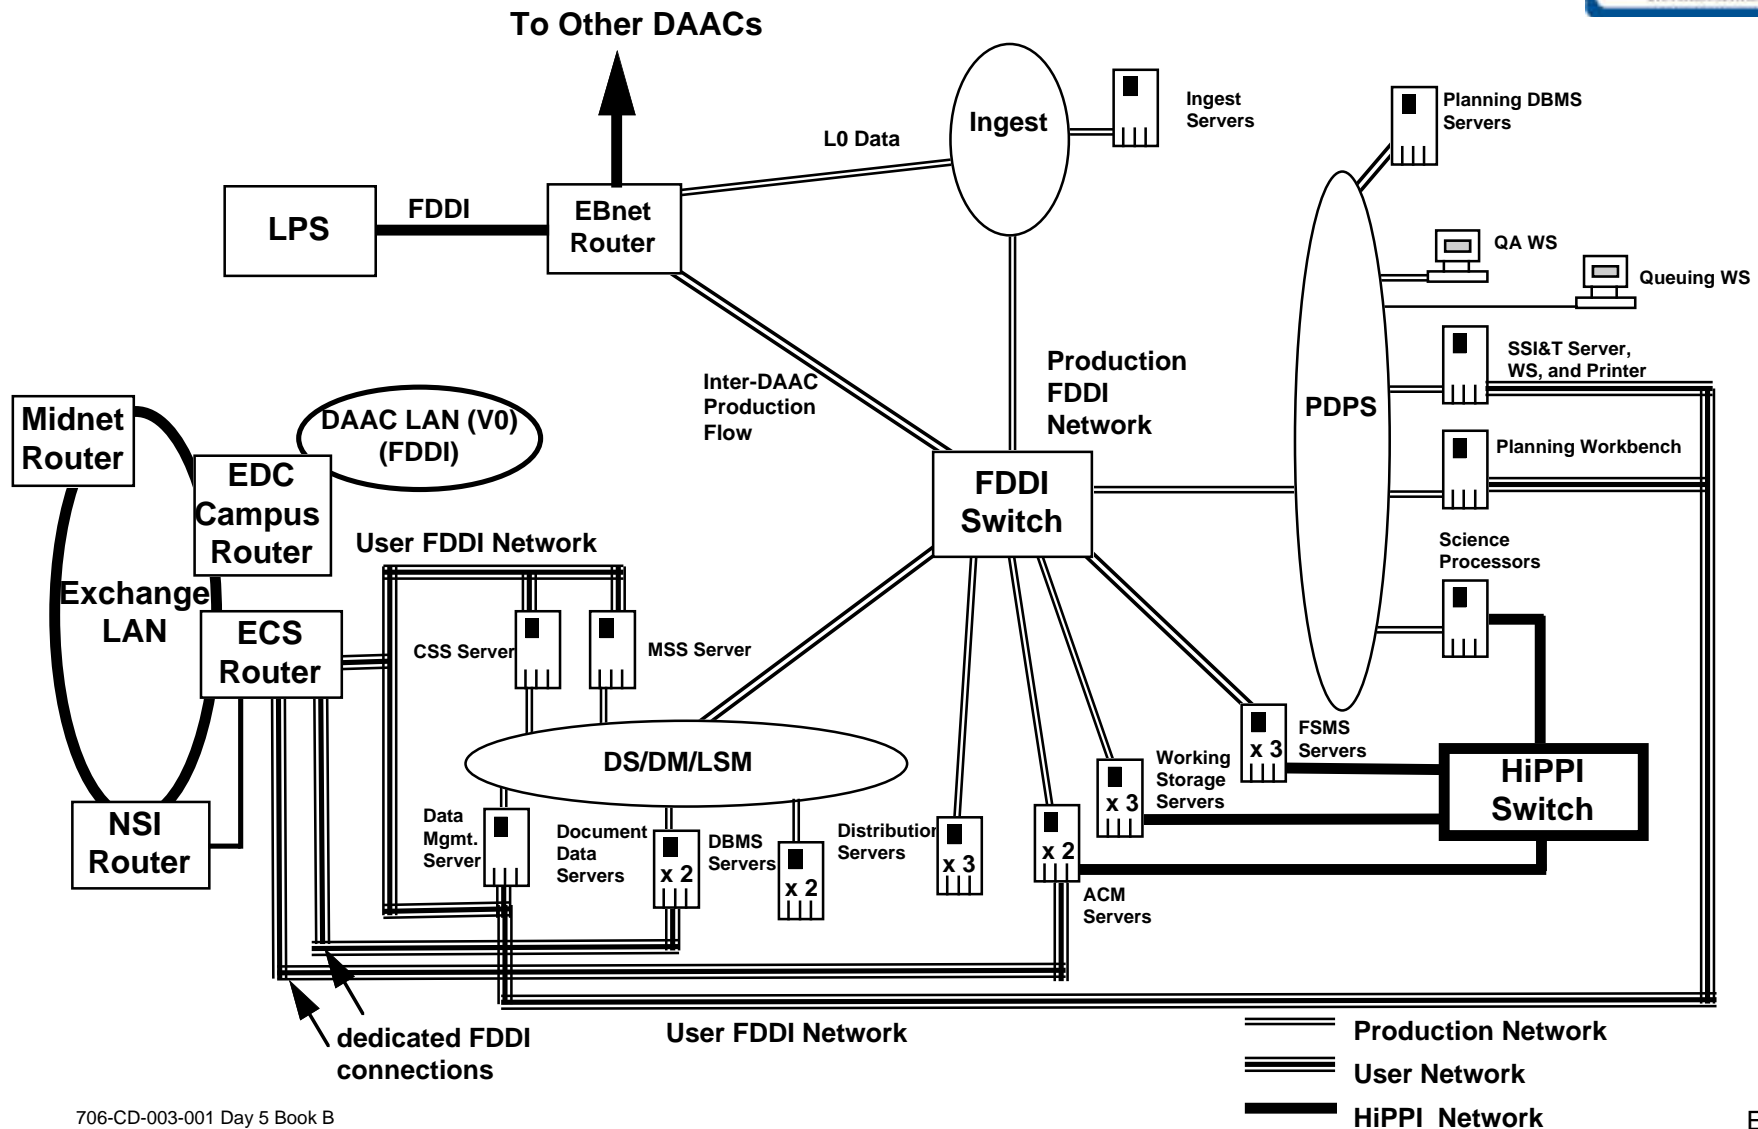 To Other DAACs
Ingest
Servers
Planning DBMS
Servers
Ingest
L0 Data
LPS
FDDI
EBnet
Router
QA WS
Queuing WS
SSI&T Server,
WS, and Printer
Production
FDDI
Network
Inter-DAAC
Production
Flow
PDPS
Midnet
Router
DAAC LAN (V0)
(FDDI)
EDC
Campus
Router
Planning Workbench
FDDI
Switch
User FDDI Network
Science
Processors
Exchange
LAN
ECS
Router
CSS Server
MSS Server
DS/DM/LSM
x 3
FSMS
Servers
Working
Storage
Servers
x 3
HiPPI
Switch
NSI
Router
Data
Mgmt.
Server
Document
Data
Servers
x 2
DBMS
Servers
x 2
Distribution
Servers
x 3
x 2
ACM
Servers
dedicated FDDI
connections
User FDDI Network
Production Network
User Network
HiPPI Network
706-CD-003-001 Day 5 Book B